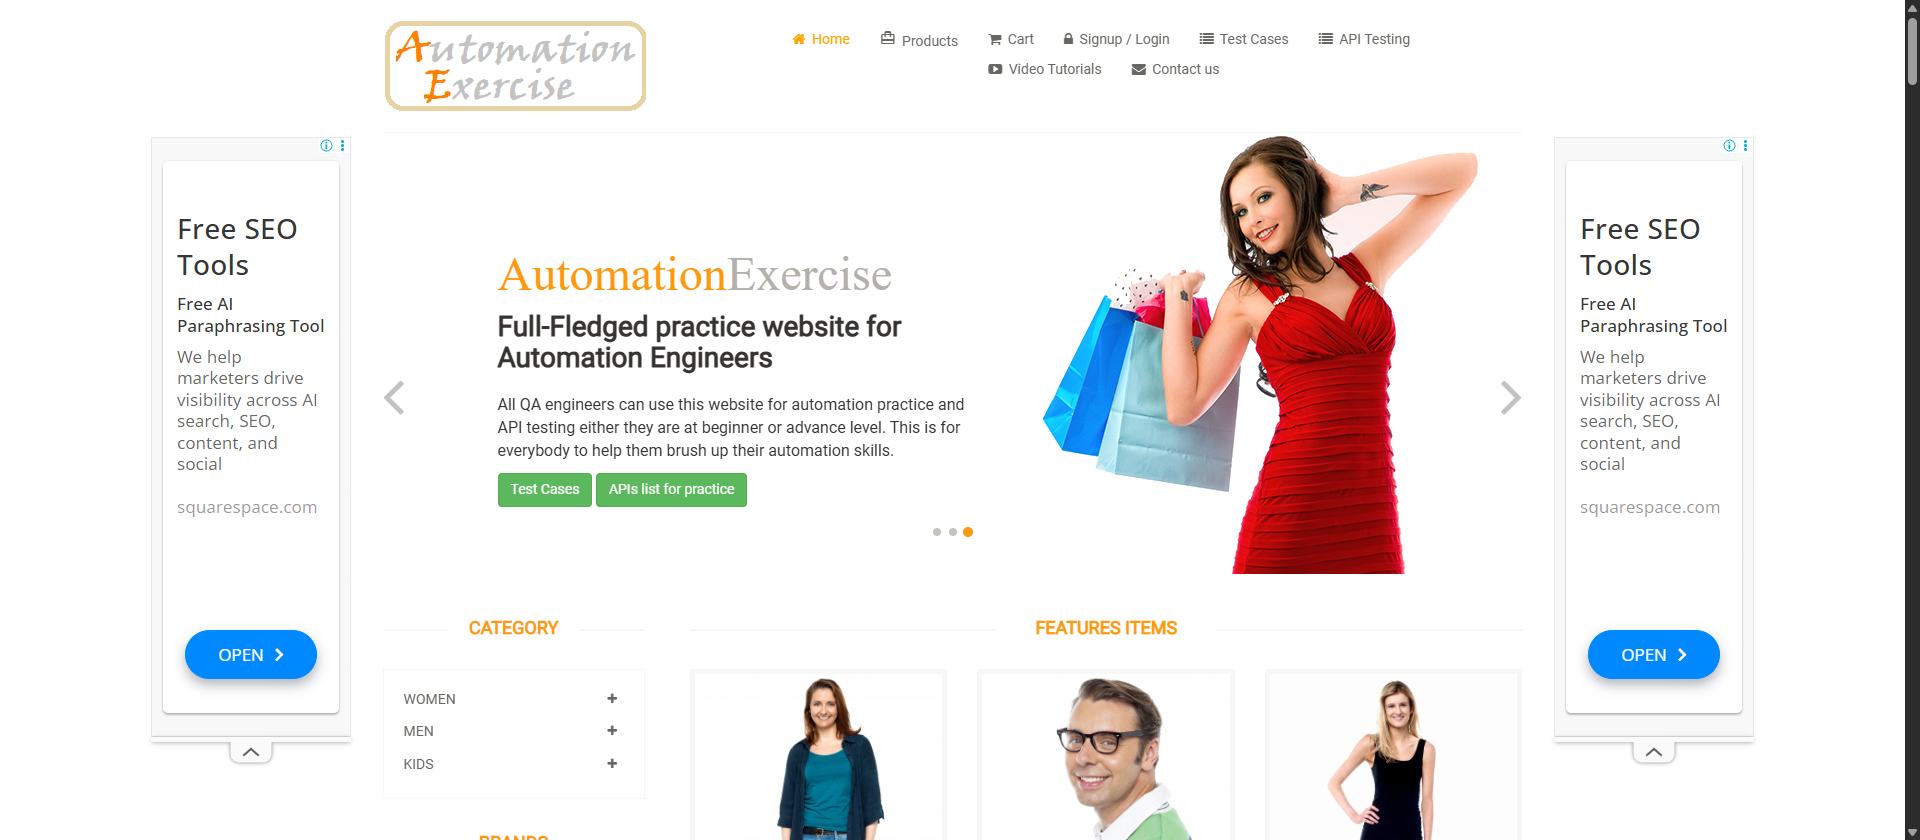 Automation
Exercise
Home
Products
Cart
Signup / Login
Test Cases
API Testing
Video Tutorials
Contact us
Free SEO
Tools
Free AI
Paraphrasing Tool
We help
marketers drive
visibility across AI
search, SEO,
content, and
social
squarespace.com
OPEN
AutomationExercise
Full-Fledged practice website for
Automation Engineers
All QA engineers can use this website for automation practice and
API testing either they are at beginner or advance level. This is for
everybody to help them brush up their automation skills.
Test Cases
APIs list for practice
Free SEO
Tools
Free AI
Paraphrasing Tool
We help
marketers drive
visibility across AI
search, SEO,
content, and
social
squarespace.com
OPEN
CATEGORY
WOMEN
MEN
KIDS
BRANDS
FEATURES ITEMS